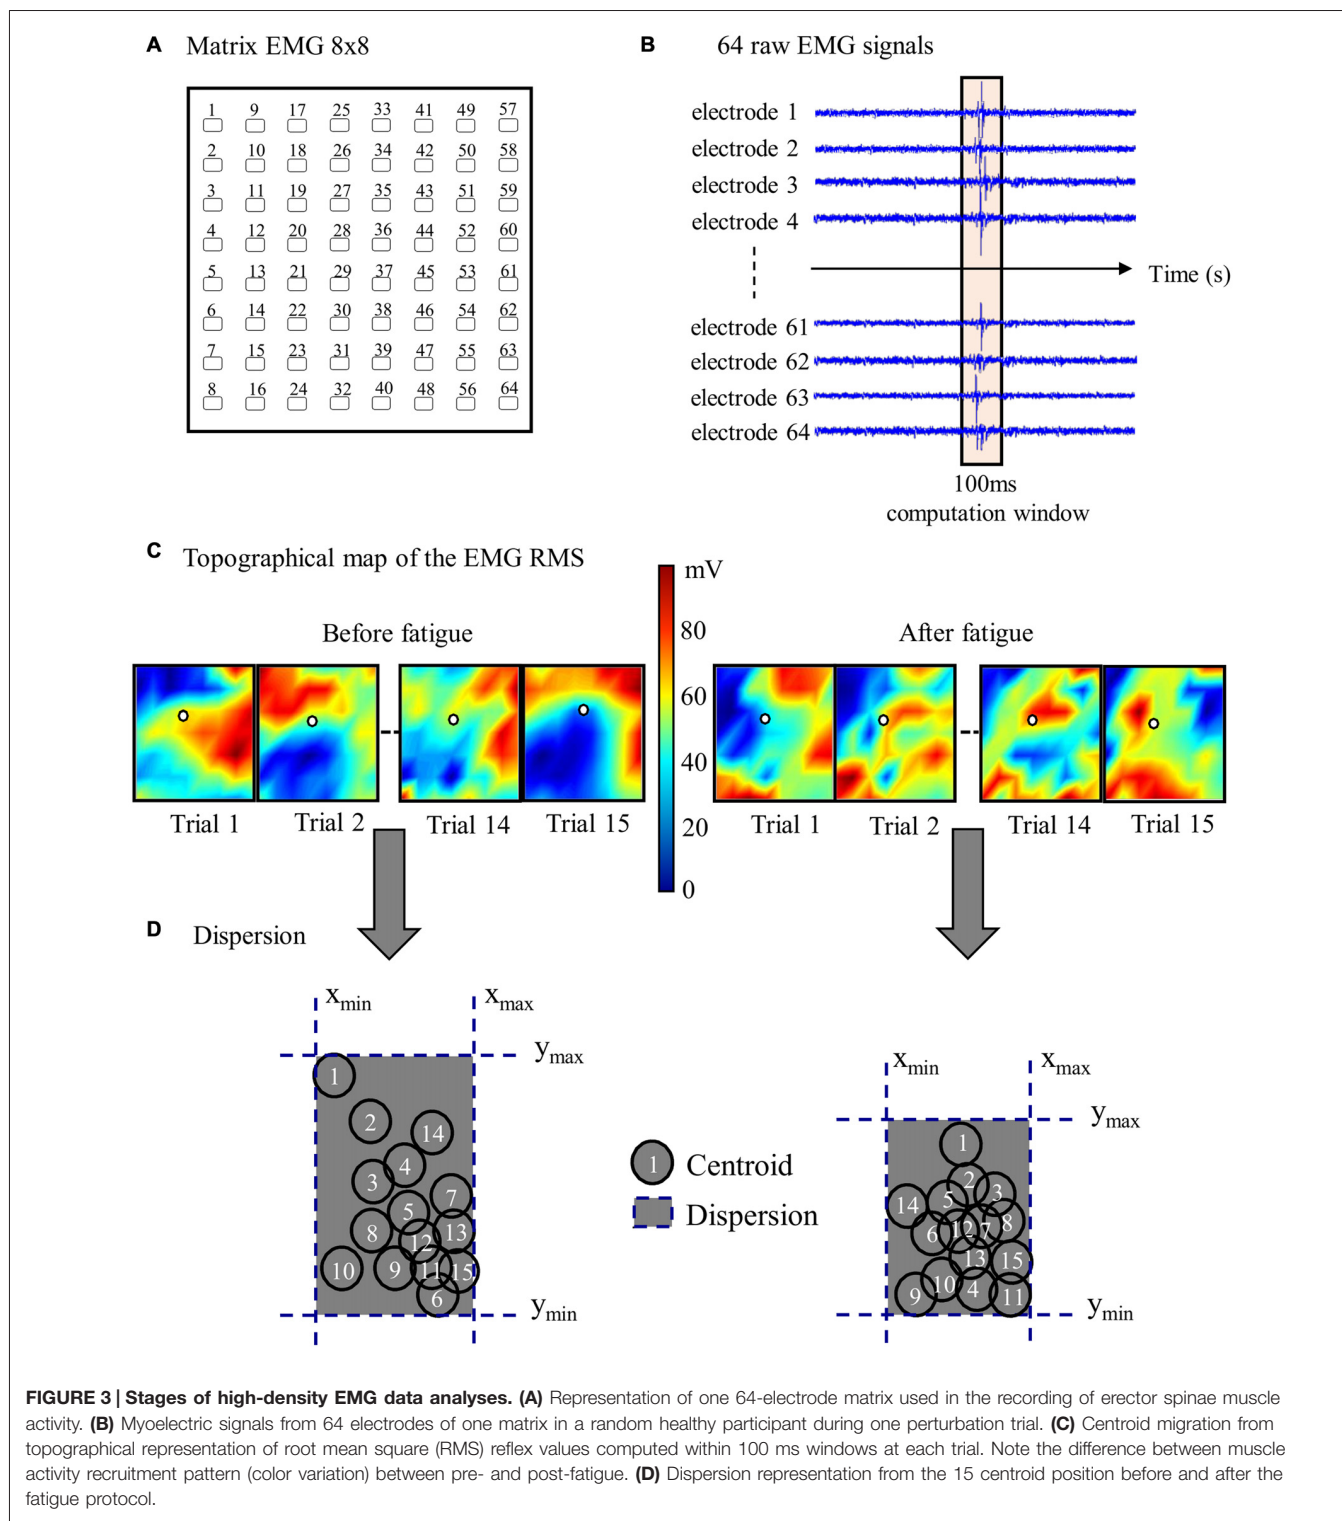 A Matrix EMG 8x8
1 9 17 25 33 41 49 57
2 10 18 26 34 42 50 58
3 11 19 27 35 43 51 59
4 12 20 28 36 44 52 60
5 13 21 29 37 45 53 61
6 14 22 30 38 46 54 62
7 15 23 31 39 47 55 63
8 16 24 32 40 48 56 64
B 64 raw EMG signals
electrode 1
electrode 2
electrode 3
electrode 4
Time (s)
electrode 61
electrode 62
electrode 63
electrode 64
100ms
computation window
C Topographical map of the EMG RMS
mV
80
60
40
20
0
Before fatigue
Trial 1 Trial 2 Trial 14 Trial 15
After fatigue
Trial 1 Trial 2 Trial 14 Trial 15
D Dispersion
xmin xmax
ymax
1
2
14
4
3
7
5
8
13
12
10
9
11
15
6
ymin
1 Centroid
Dispersion
xmin xmax
ymax
1
2
3
5
14
8
12
7
6
13
15
10
4
9
11
ymin
FIGURE 3 | Stages of high-density EMG data analyses. (A) Representation of one 64-electrode matrix used in the recording of erector spinae muscle
activity. (B) Myoelectric signals from 64 electrodes of one matrix in a random healthy participant during one perturbation trial. (C) Centroid migration from
topographical representation of root mean square (RMS) reflex values computed within 100 ms windows at each trial. Note the difference between muscle
activity recruitment pattern (color variation) between pre- and post-fatigue. (D) Dispersion representation from the 15 centroid position before and after the
fatigue protocol.